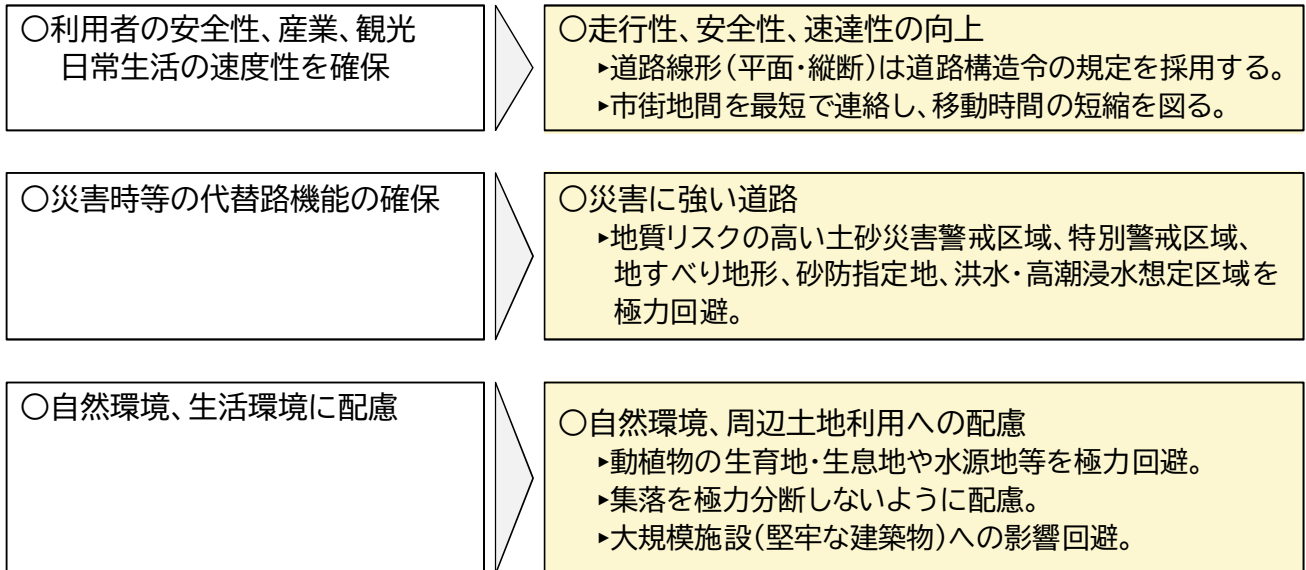 ○利用者の安全性、産業、観光
日常生活の速度性を確保
○走行性、安全性、速達性の向上
▸道路線形(平面・縦断)は道路構造令の規定を採用する。
▸市街地間を最短で連絡し、移動時間の短縮を図る。
○災害時等の代替路機能の確保
○災害に強い道路
▸地質リスクの高い土砂災害警戒区域、特別警戒区域、
地すべり地形、砂防指定地、洪水・高潮浸水想定区域を
極力回避。
○自然環境、生活環境に配慮
○自然環境、周辺土地利用への配慮
▸動植物の生育地・生息地や水源地等を極力回避。
▸集落を極力分断しないように配慮。
▸大規模施設(堅牢な建築物)への影響回避。